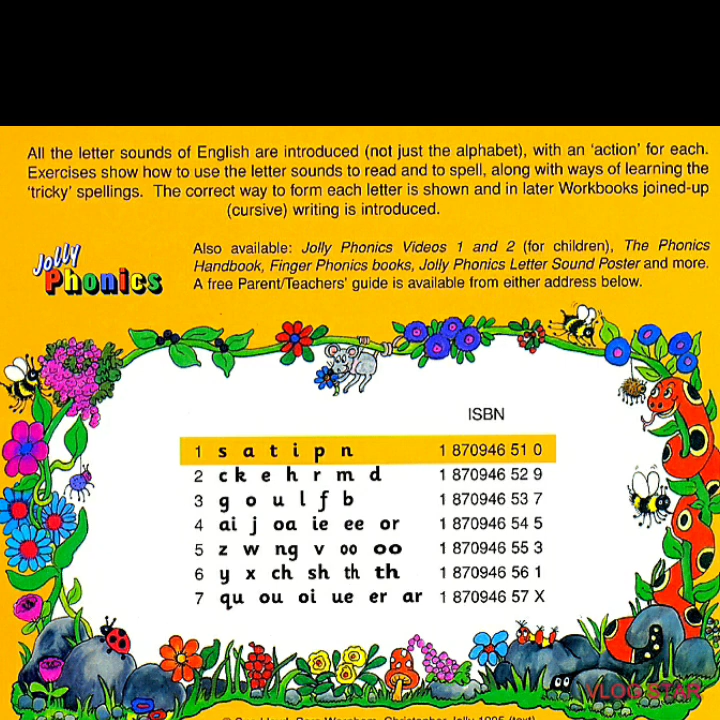 All the letter sounds of English are introduced (not just the alphabet), with an 'action' for each.
Exercises show how to use the letter sounds to read and to spell, along with ways of learning the
'tricky' spellings. The correct way to form each letter is shown and in later Workbooks joined-up
(cursive) writing is introduced.
Jolly
Phonics
Also available: Jolly Phonics Videos 1 and 2 (for children), The Phonics
Handbook, Finger Phonics books, Jolly Phonics Letter Sound Poster and more.
A free Parent/Teachers' guide is available from either address below.
ISBN
1 s a t i p n 1 870946 51 0
2 ck e h r m d 1 870946 52 9
3 g o u l f b 1 870946 53 7
4 ai j oa ie ee or 1 870946 54 5
5 z w ng v oo oo 1 870946 55 3
6 y x ch sh th th 1 870946 56 1
7 qu ou oi ue er ar 1 870946 57 X
VLOG STAR